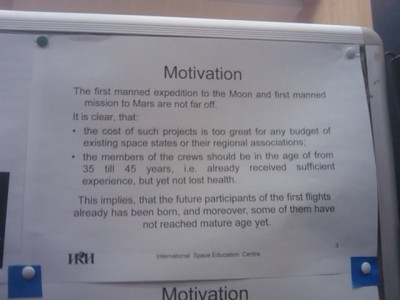 Motivation
The first manned expedition to the Moon and first manned
mission to Mars are not far off.
It is clear, that:
• the cost of such projects is too great for any budget of
existing space states or their regional associations;
• the members of the crews should be in the age of from
35 till 45 years, i.e. already received sufficient
experience, but yet not lost health.
This implies, that the future participants of the first flights
already has been born, and moreover, some of them have
not reached mature age yet.
International Space Education Centre
3
Motivation